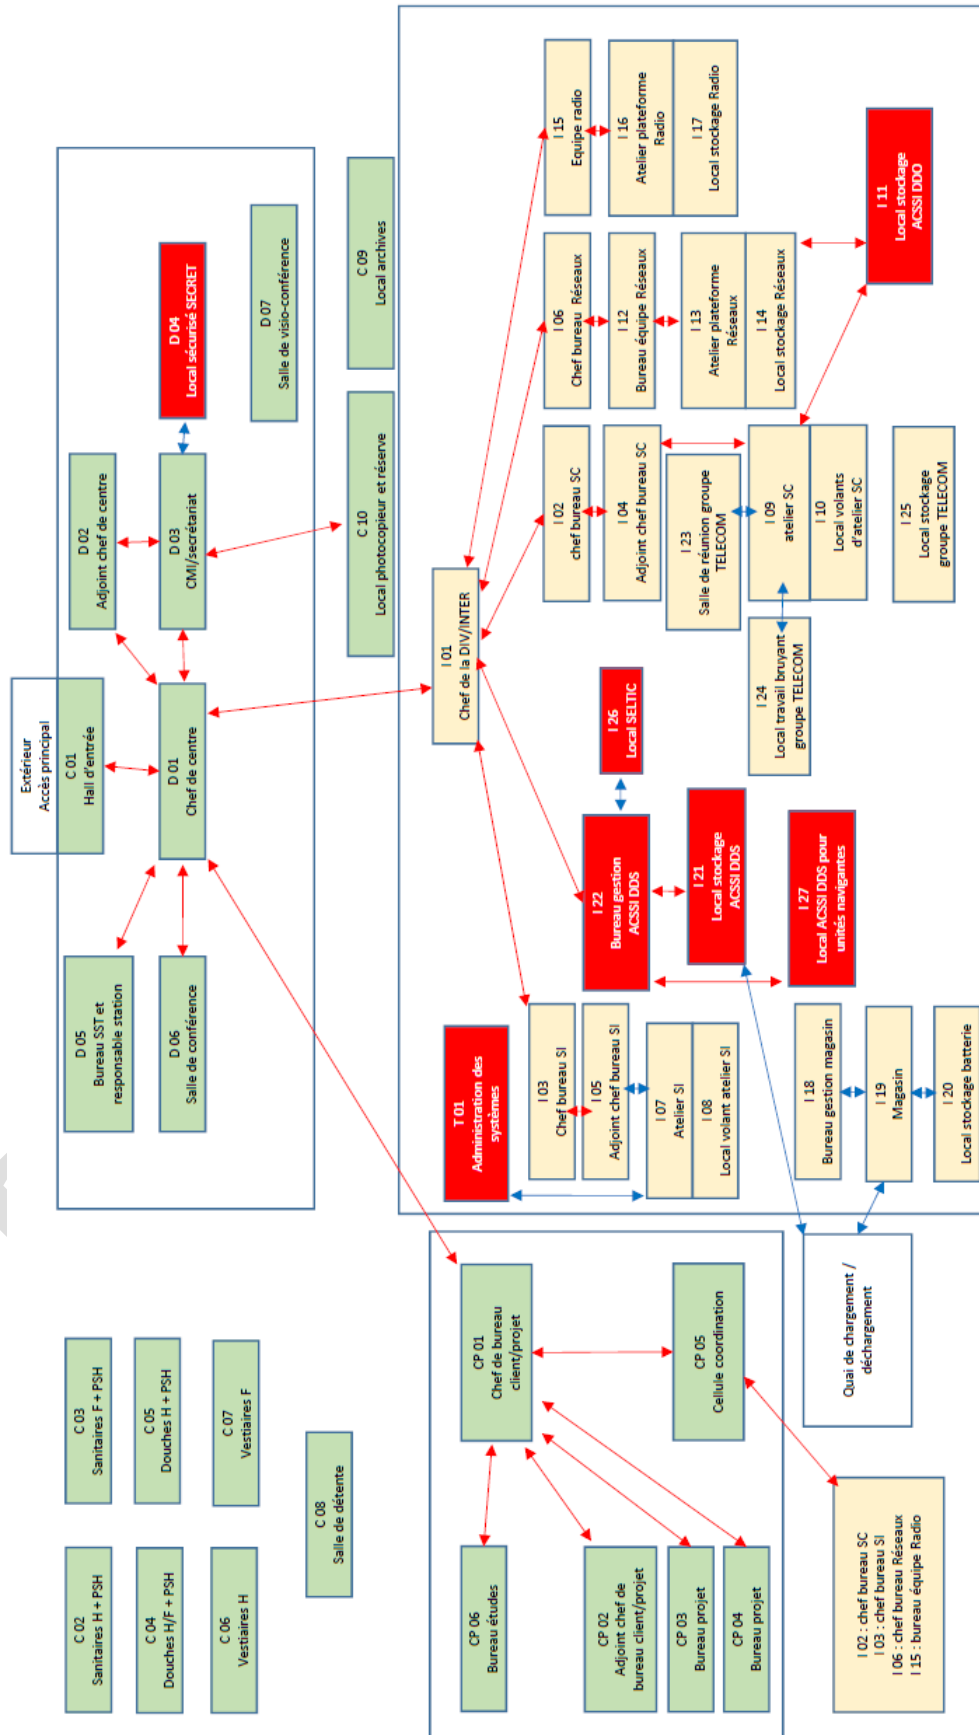 Extérieur
Accès principal
C 01
Hall d'entrée
C 02
Sanitaires H + PSH
C 03
Sanitaires F + PSH
C 04
Douches H/F + PSH
C 05
Douches H + PSH
C 06
Vestiaires H
C 07
Vestiaires F
C 08
Salle de détente
D 05
Bureau SST et
responsable station
D 06
Salle de conférence
D 01
Chef de centre
D 02
Adjoint chef de centre
D 03
CMI/secrétariat
D 04
Local sécurisé SECRET
D 07
Salle de visio-conférence
C 10
Local photocopieur et réserve
C 09
Local archives
CP 06
Bureau études
CP 01
Chef de bureau
client/projet
CP 02
Adjoint chef de
bureau client/projet
CP 03
Bureau projet
CP 04
Bureau projet
CP 05
Cellule coordination
I 02 : chef bureau SC
I 03 : chef bureau SI
I 06 : chef bureau Réseaux
I 15 : bureau équipe Radio
Quai de chargement /
déchargement
I 01
Chef de la DIV/INTER
T 01
Administration des
systèmes
I 03
Chef bureau SI
I 05
Adjoint chef bureau SI
I 07
Atelier SI
I 08
Local volant atelier SI
I 18
Bureau gestion magasin
I 19
Magasin
I 20
Local stockage batterie
I 22
Bureau gestion
ACSSI DDS
I 26
Local SELTIC
I 21
Local stockage
ACSSI DDS
I 27
Local ACSSI DDS pour
unités navigantes
I 02
chef bureau SC
I 04
Adjoint chef bureau SC
I 23
Salle de réunion groupe
TELECOM
I 24
Local travail bruyant
groupe TELECOM
I 09
atelier SC
I 10
Local volants
d'atelier SC
I 25
Local stockage
groupe TELECOM
I 06
Chef bureau Réseaux
I 12
Bureau équipe Réseaux
I 13
Atelier plateforme
Réseaux
I 14
Local stockage Réseaux
I 15
Equipe radio
I 16
Atelier plateforme
Radio
I 17
Local stockage Radio
I 11
Local stockage
ACSSI DDO